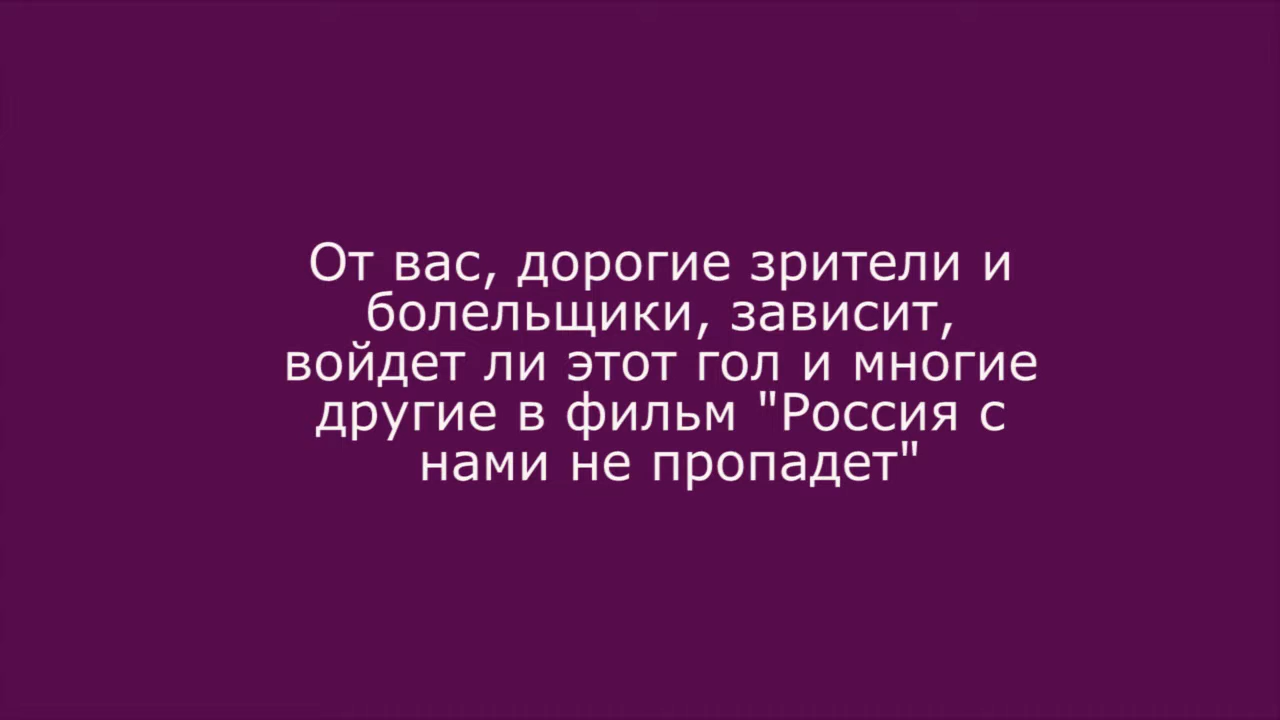 От вас, дорогие зрители и
болельщики, зависит,
войдет ли этот гол и многие
другие в фильм "Россия с
нами не пропадет"